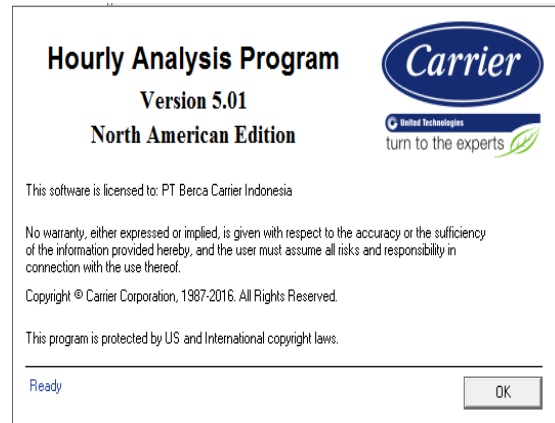 Hourly Analysis Program
Version 5.01
North American Edition
Carrier
United Technologies
turn to the experts
This software is licensed to: PT Berca Carrier Indonesia
No warranty, either expressed or implied, is given with respect to the accuracy or the sufficiency
of the information provided hereby, and the user must assume all risks and responsibility in
connection with the use thereof.
Copyright © Carrier Corporation, 1987-2016. All Rights Reserved.
This program is protected by US and International copyright laws.
Ready
OK